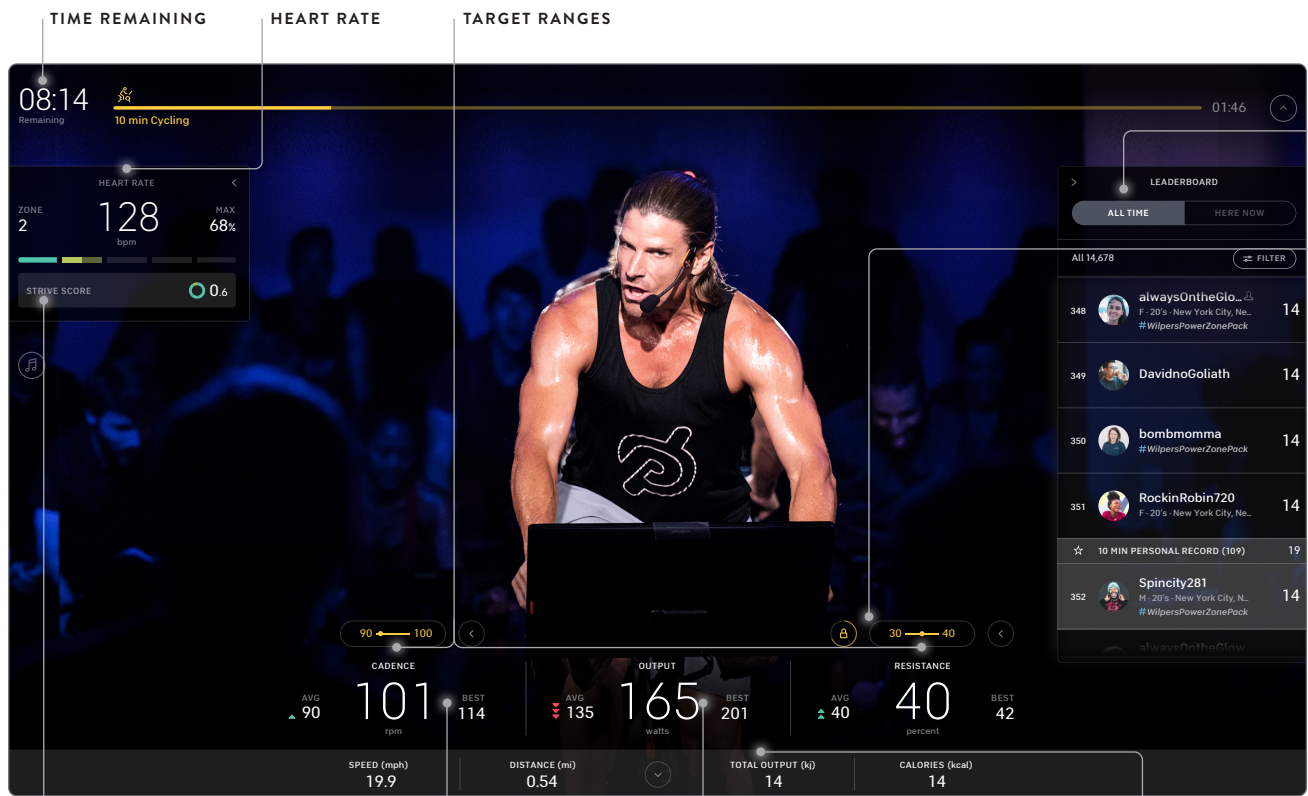 TIME REMAINING
HEART RATE
TARGET RANGES
08:14
Remaining
10 min Cycling
01:46
HEART RATE
ZONE
2
128
bpm
MAX
68%
STRIVE SCORE
0.6
LEADERBOARD
ALL TIME
HERE NOW
All 14,678
FILTER
348
alwaysOntheGlo...
F · 20's · New York City, Ne...
#WilpersPowerZonePack
14
349
DavidnoGoliath
14
350
bombmomma
#WilpersPowerZonePack
14
351
RockinRobin720
F · 20's · New York City, Ne...
14
10 MIN PERSONAL RECORD (109)
19
352
Spincity281
M · 20's · New York City, N...
#WilpersPowerZonePack
14
alwaysOntheGlow
90
100
30
40
CADENCE
AVG
90
101
rpm
BEST
114
OUTPUT
AVG
135
165
watts
BEST
201
RESISTANCE
AVG
40
40
percent
BEST
42
SPEED (mph)
19.9
DISTANCE (mi)
0.54
TOTAL OUTPUT (kj)
14
CALORIES (kcal)
14